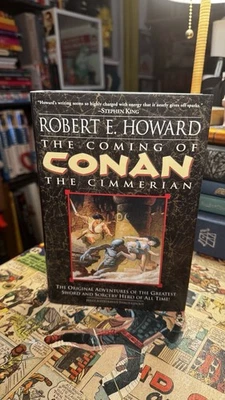 "Howard's writing seems so highly charged with energy that it nearly gives off sparks."
—Stephen King
ROBERT E. HOWARD
THE COMING OF
CONAN
THE CIMMERIAN
THE ORIGINAL ADVENTURES OF THE GREATEST
SWORD AND SORCERY HERO OF ALL TIME!